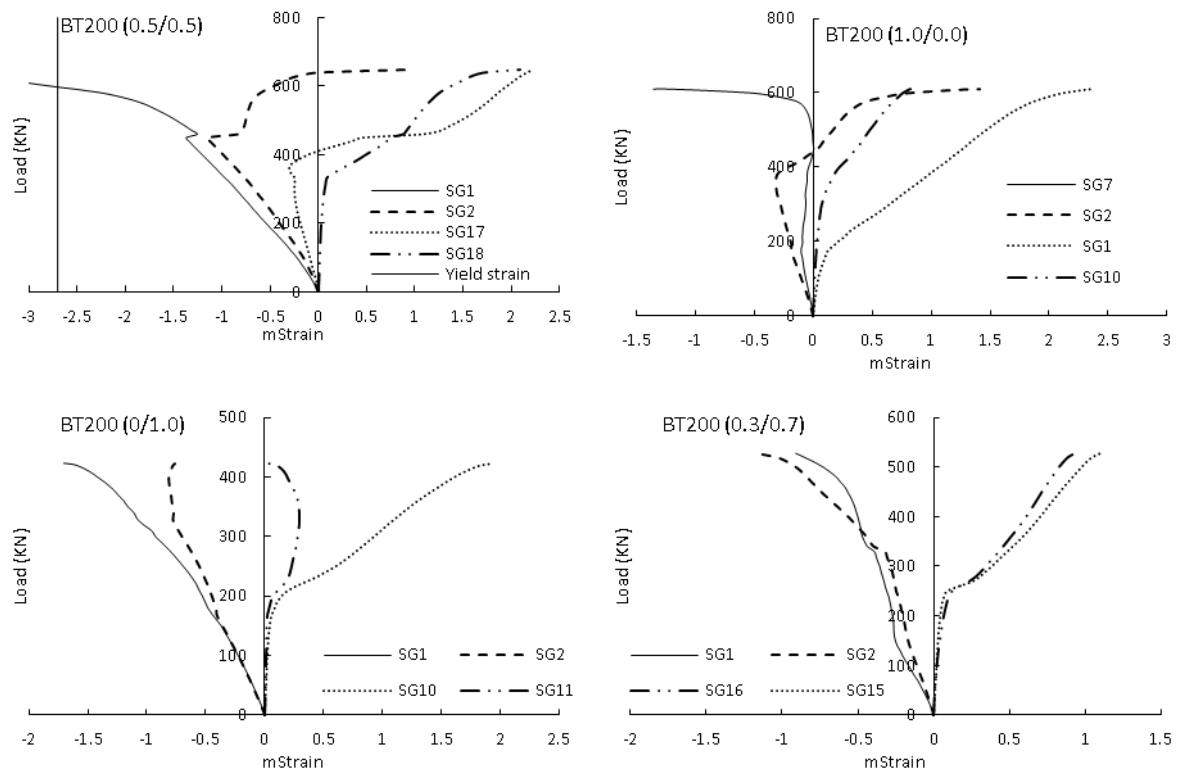 BT200 (0.5/0.5)
800
600
400
200
0
Load (KN)
SG1
SG2
SG17
SG18
Yield strain
-3 -2.5 -2 -1.5 -1 -0.5 0 0.5 1 1.5 2 2.5
mStrain
BT200 (1.0/0.0)
800
600
400
200
0
Load (KN)
SG7
SG2
SG1
SG10
-1.5 -1 -0.5 0 0.5 1 1.5 2 2.5 3
mStrain
BT200 (0/1.0)
500
400
300
200
100
0
Load (KN)
SG1 SG2
SG10 SG11
-2 -1.5 -1 -0.5 0 0.5 1 1.5 2 2.5
mStrain
BT200 (0.3/0.7)
600
500
400
300
200
100
0
Load (KN)
SG1 SG2
SG16 SG15
-2 -1.5 -1 -0.5 0 0.5 1 1.5
mStrain